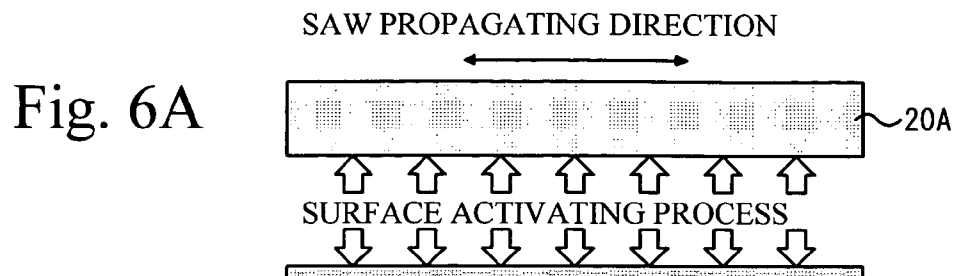 SAW PROPAGATING DIRECTION
Fig. 6A
20A
SURFACE ACTIVATING PROCESS